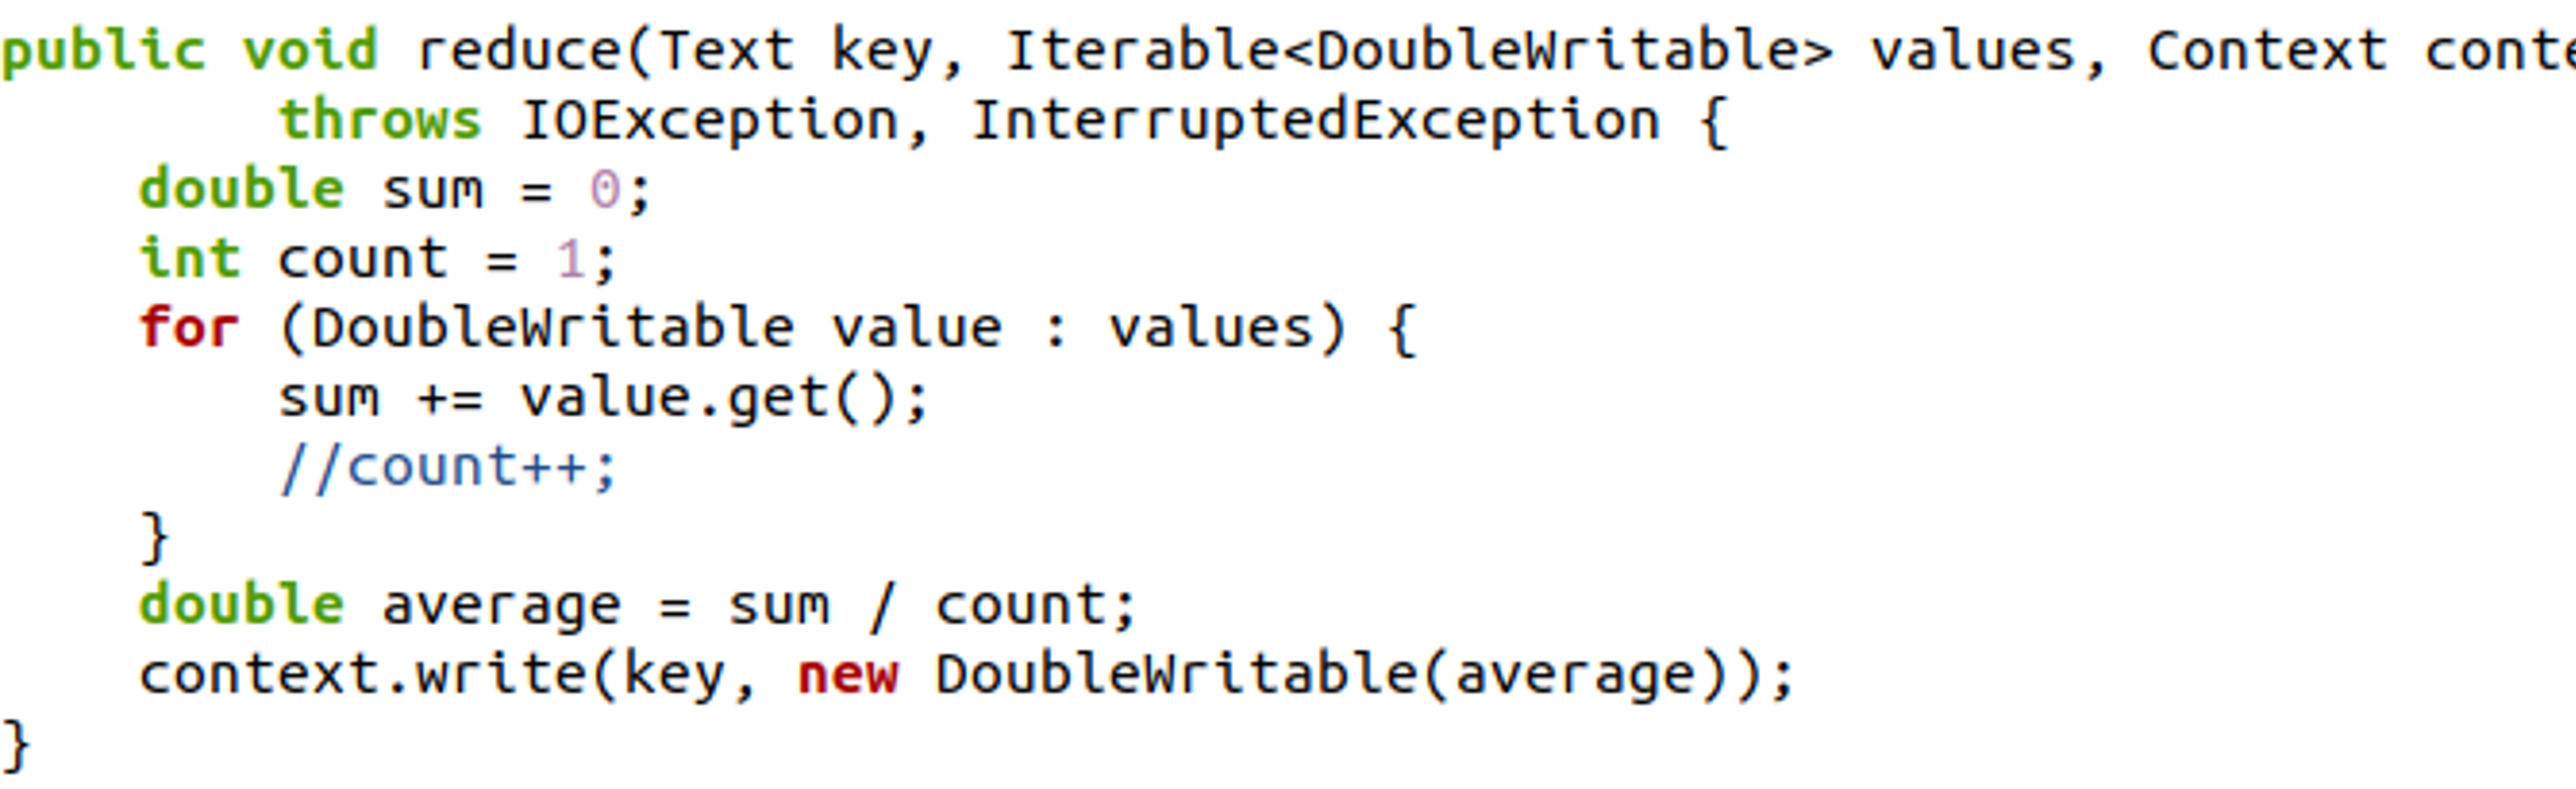 public void reduce(Text key, Iterable<DoubleWritable> values, Context conte
throws IOException, InterruptedException {
double sum = 0;
int count = 1;
for (DoubleWritable value : values) {
sum += value.get();
//count++;
}
double average = sum / count;
context.write(key, new DoubleWritable(average));
}